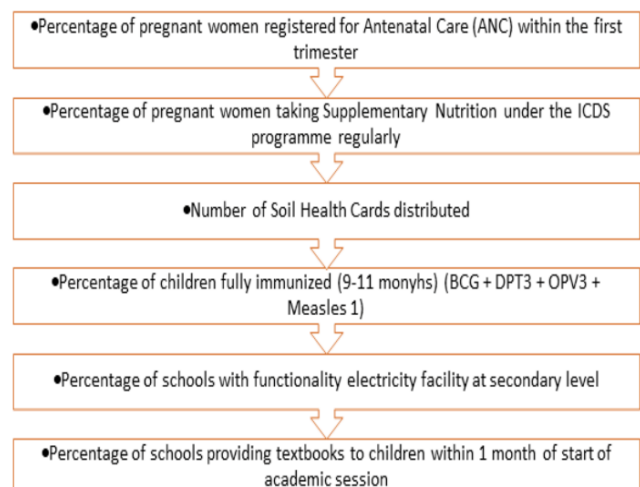 •Percentage of pregnant women registered for Antenatal Care (ANC) within the first
trimester
•Percentage of pregnant women taking Supplementary Nutrition under the ICDS
programme regularly
•Number of Soil Health Cards distributed
•Percentage of children fully immunized (9-11 monyhs) (BCG + DPT3 + OPV3 +
Measles 1)
•Percentage of schools with functionality electricity facility at secondary level
•Percentage of schools providing textbooks to children within 1 month of start of
academic session